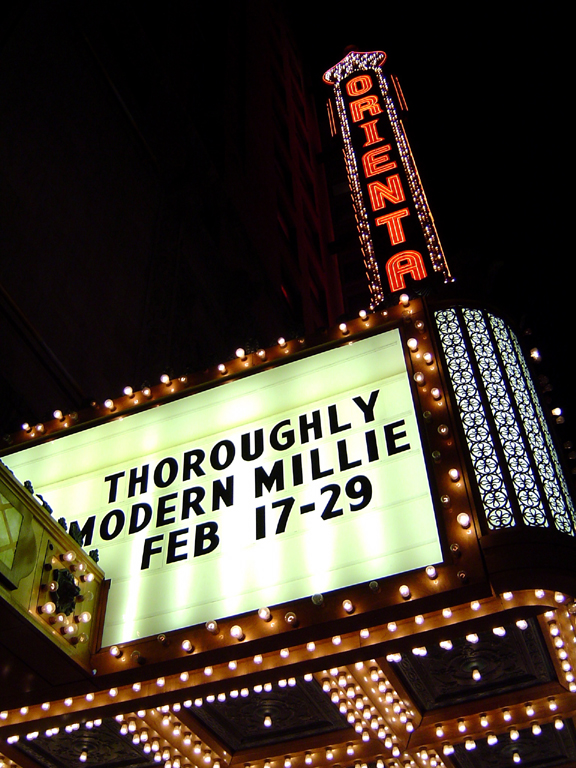 ORIENTA
THOROUGHLY
MODERN MILLIE
FEB 17-29